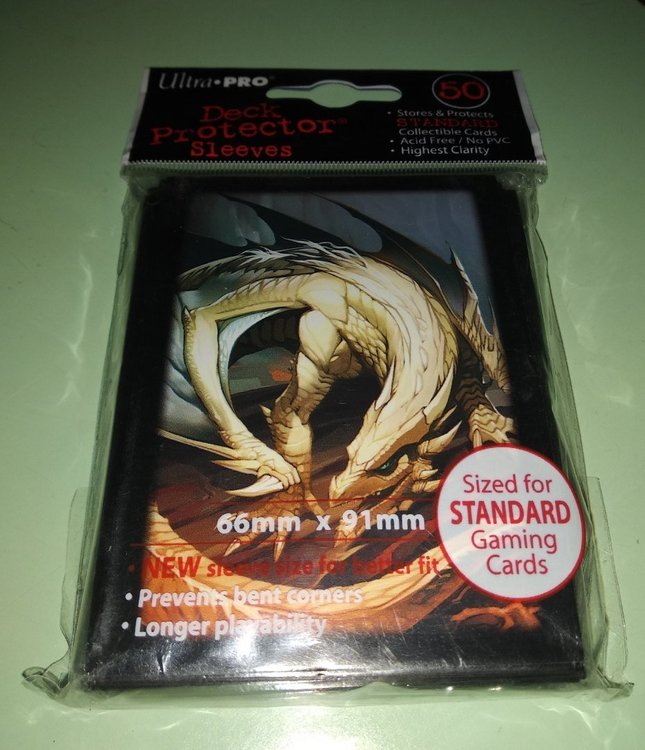 Ultra•PRO®
Deck
Protector®
Sleeves
50
• Stores & Protects
STANDARD
Collectible Cards
• Acid Free / No PVC
• Highest Clarity
66mm x 91mm
• NEW sleeve size for better fit
• Prevents bent corners
• Longer playability
Sized for
STANDARD
Gaming
Cards